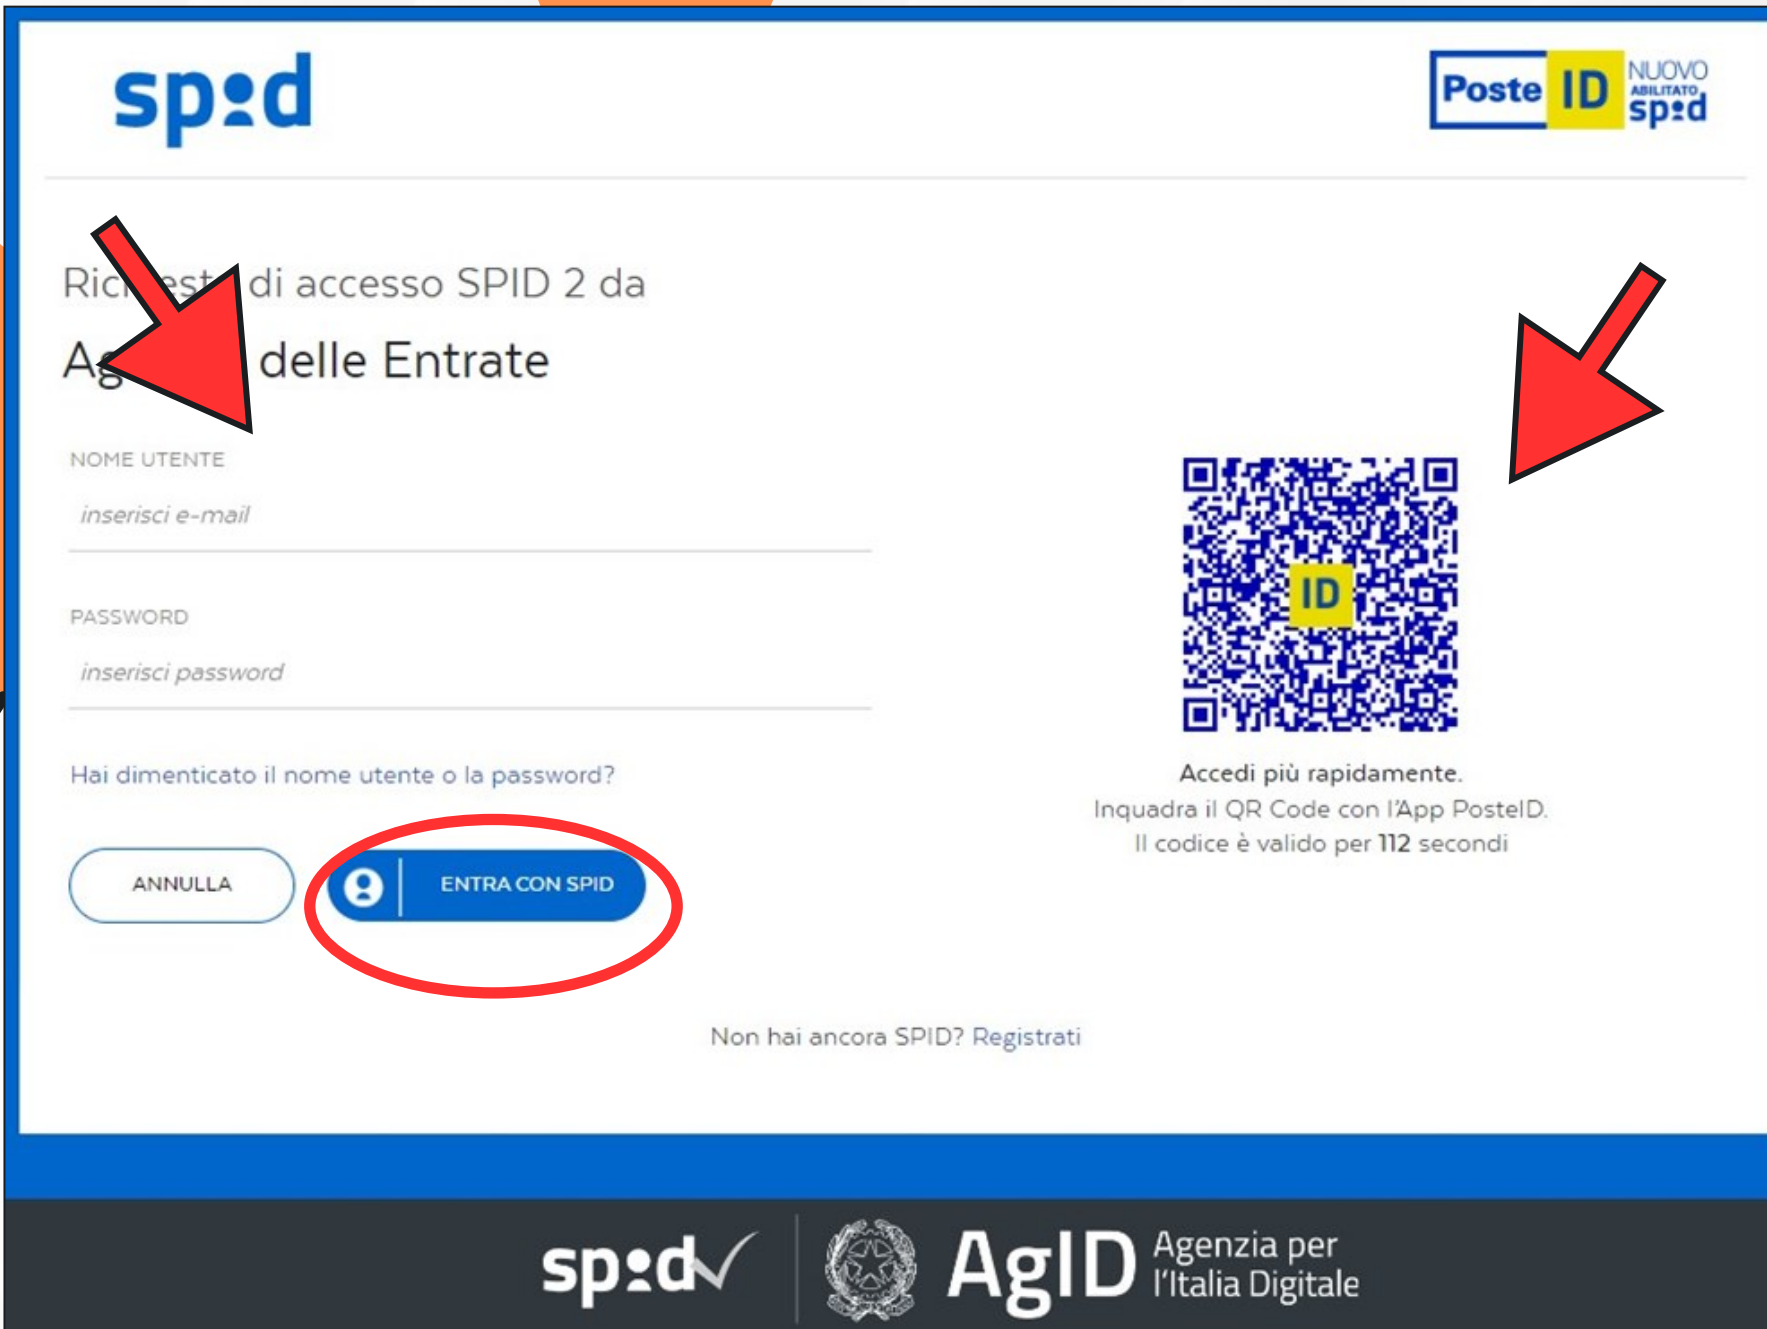 spid
Poste ID NUOVO
ABILITATO
spid
di accesso SPID 2 da
delle Entrate
NOME UTENTE
inserisci e-mail
PASSWORD
inserisci password
Hai dimenticato il nome utente o la password?
ANNULLA
ENTRA CON SPID
ID
Accedi più rapidamente.
Inquadra il QR Code con l'App PosteID.
Il codice è valido per 112 secondi
Non hai ancora SPID? Registrati
spid
AgID Agenzia per
l'Italia Digitale